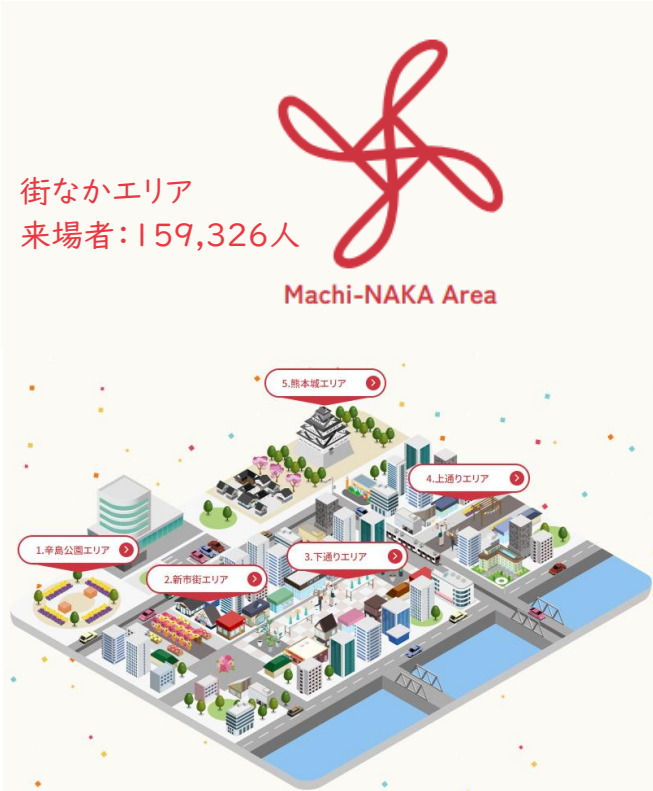 街なかエリア
来場者：159,326人
Machi-NAKA Area
5.熊本城エリア
4.上通りエリア
1.辛島公園エリア
3.下通りエリア
2.新市街エリア